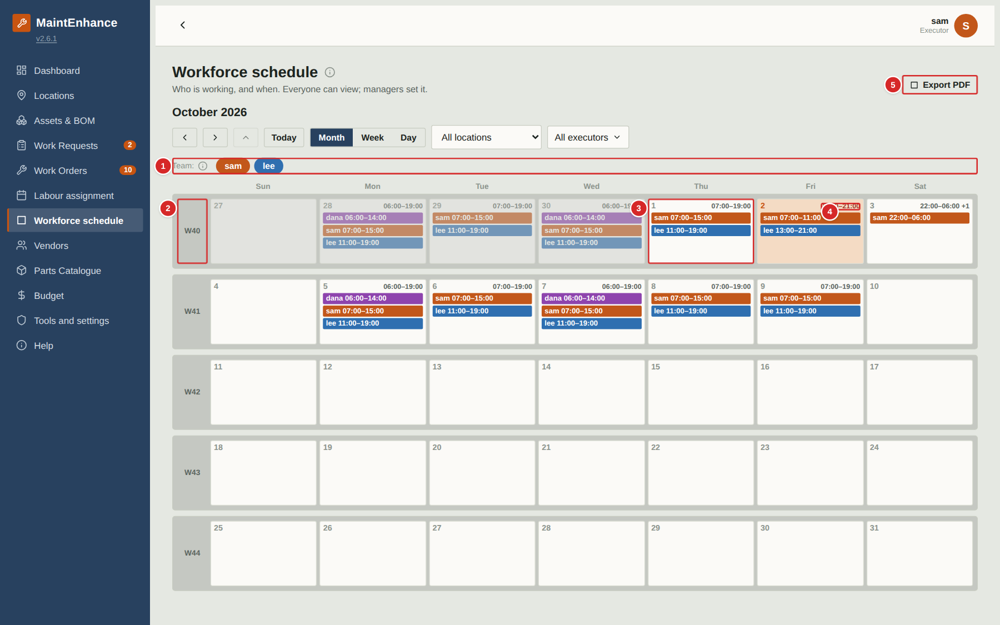 MaintEnhance
v2.6.1
Dashboard
Locations
Assets & BOM
Work Requests 2
Work Orders 10
Labour assignment
Workforce schedule
Vendors
Parts Catalogue
Budget
Tools and settings
Help
sam
Executor
S
Workforce schedule
Who is working, and when. Everyone can view; managers set it.
5 Export PDF
October 2026
Today Month Week Day All locations All executors
1 Team: sam lee
Sun Mon Tue Wed Thu Fri Sat
2 W40
27
28 06:00–19:00
dana 06:00–14:00
sam 07:00–15:00
lee 11:00–19:00
29 07:00–19:00
sam 07:00–15:00
lee 11:00–19:00
30
dana 06:00–14:00
sam 07:00–15:00
lee 11:00–19:00
3
1 07:00–19:00
sam 07:00–15:00
lee 11:00–19:00
2 –21:00
4
sam 07:00–11:00
lee 13:00–21:00
3 22:00–06:00 +1
sam 22:00–06:00
W41
4
5 06:00–19:00
dana 06:00–14:00
sam 07:00–15:00
lee 11:00–19:00
6 07:00–19:00
sam 07:00–15:00
lee 11:00–19:00
7 06:00–19:00
dana 06:00–14:00
sam 07:00–15:00
lee 11:00–19:00
8 07:00–19:00
sam 07:00–15:00
lee 11:00–19:00
9 07:00–19:00
sam 07:00–15:00
lee 11:00–19:00
10
W42
11 12 13 14 15 16 17
W43
18 19 20 21 22 23 24
W44
25 26 27 28 29 30 31